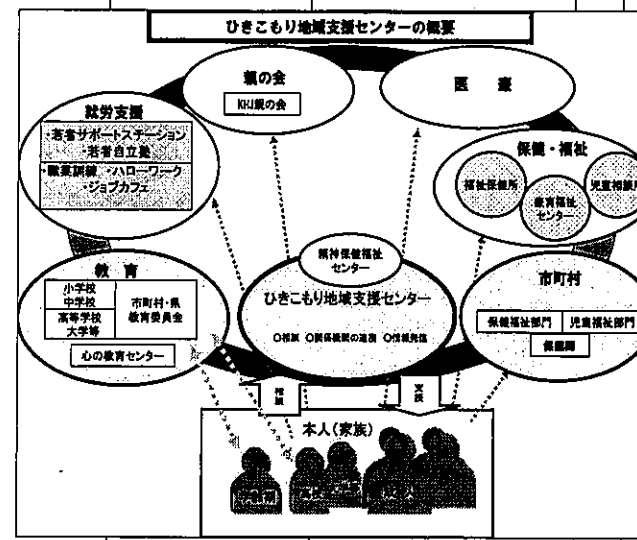 ひきこもり地域支援センターの概要
親の会
KHJ親の会
医 療
就労支援
・若者サポートステーション
・若者自立塾
・職業訓練 ・ハローワーク
・ジョブカフェ
保健・福祉
福祉保健所
療育福祉
センター
児童相談所
精神保健福祉
センター
ひきこもり地域支援センター
○相談 ○関係機関の連携 ○情報発信
教 育
小学校
中学校
高等学校
大学等
市町村・県
教育委員会
心の教育センター
市町村
保健福祉部門
児童福祉部門
相談
支援
本人(家族)